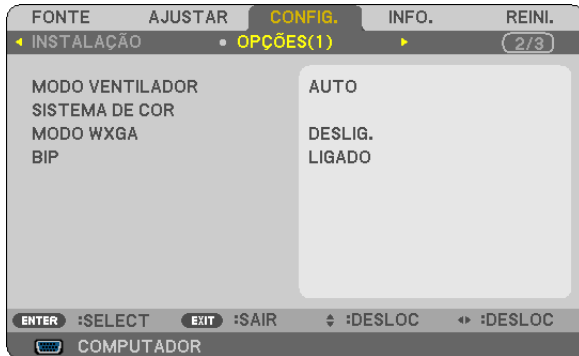 FONTE AJUSTAR CONFIG. INFO. REINI.
INSTALAÇÃO • OPÇÕES(1) 2/3
MODO VENTILADOR AUTO
SISTEMA DE COR
MODO WXGA DESLIG.
BIP LIGADO
ENTER :SELECT EXIT :SAIR :DESLOC :DESLOC
COMPUTADOR